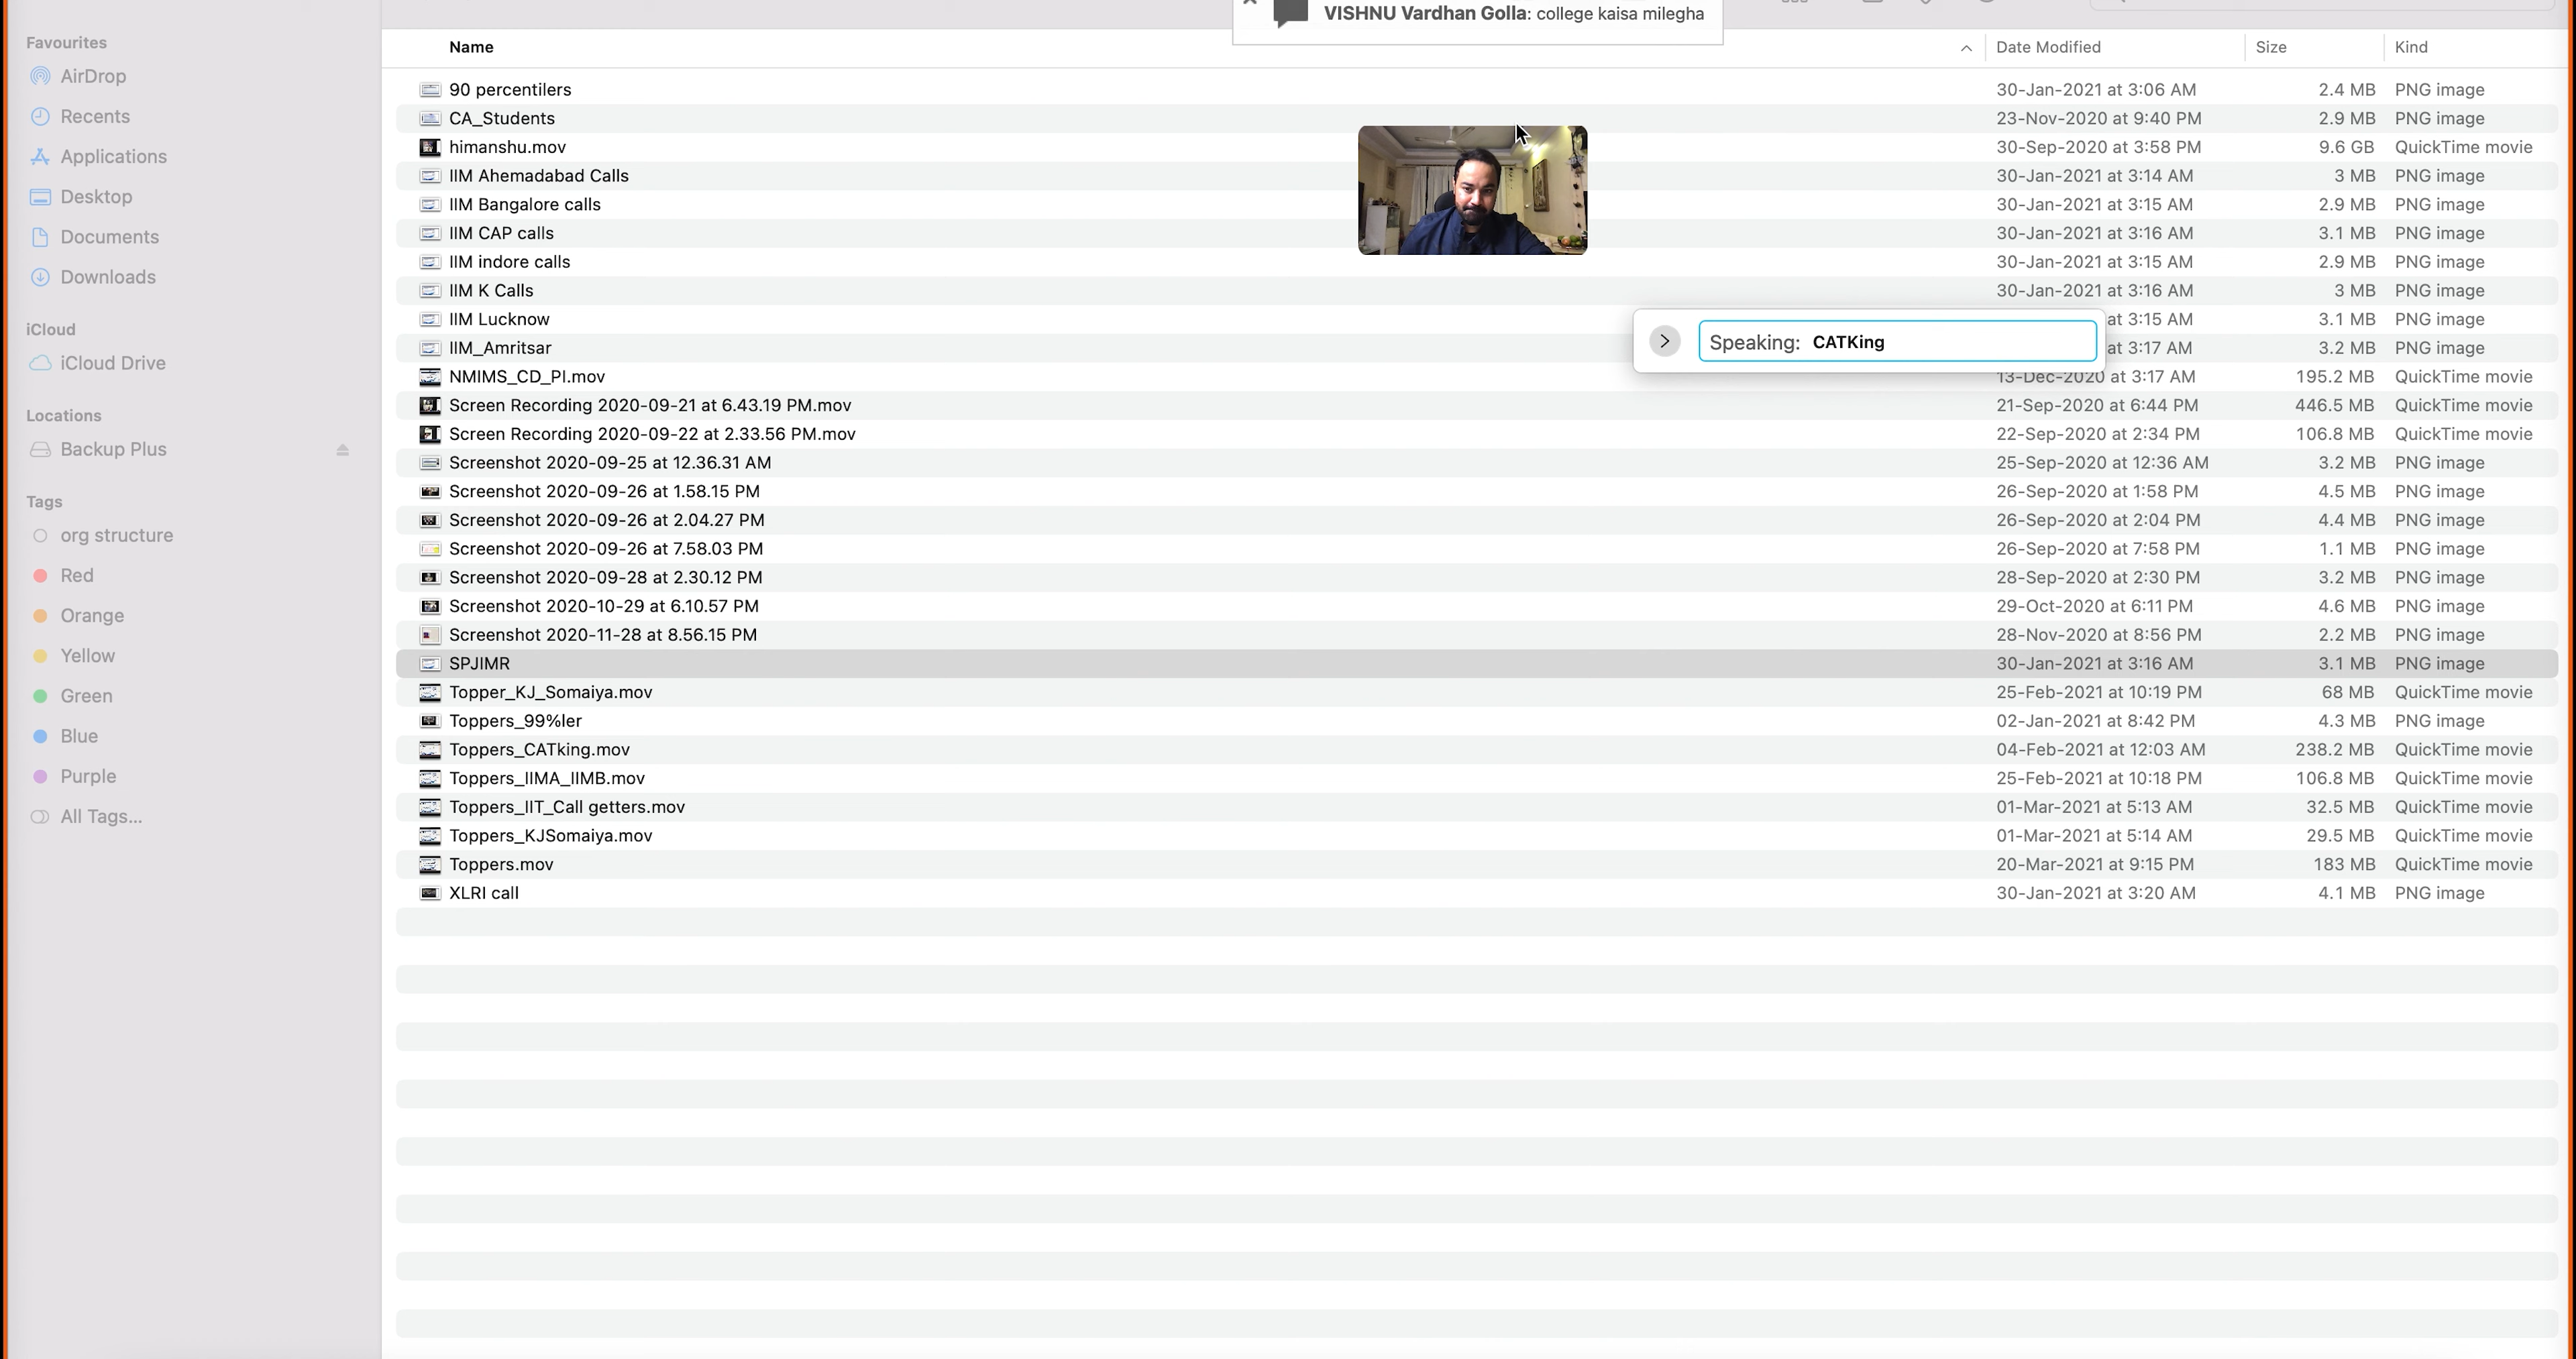 VISHNU Vardhan Golla: college kaisa milegha
Favourites
AirDrop
Recents
Applications
Desktop
Documents
Downloads
iCloud
iCloud Drive
Locations
Backup Plus
Tags
org structure
Red
Orange
Yellow
Green
Blue
Purple
All Tags...
Name Date Modified Size Kind
90 percentilers 30-Jan-2021 at 3:06 AM 2.4 MB PNG image
CA_Students 23-Nov-2020 at 9:40 PM 2.9 MB PNG image
himanshu.mov 30-Sep-2020 at 3:58 PM 9.6 GB QuickTime movie
IIM Ahemadabad Calls 30-Jan-2021 at 3:14 AM 3 MB PNG image
IIM Bangalore calls 30-Jan-2021 at 3:15 AM 2.9 MB PNG image
IIM CAP calls 30-Jan-2021 at 3:16 AM 3.1 MB PNG image
IIM indore calls 30-Jan-2021 at 3:15 AM 2.9 MB PNG image
IIM K Calls 30-Jan-2021 at 3:16 AM 3 MB PNG image
IIM Lucknow at 3:15 AM 3.1 MB PNG image
Speaking: CATKing
IIM_Amritsar at 3:17 AM 3.2 MB PNG image
NMIMS_CD_PI.mov 13-Dec-2020 at 3:17 AM 195.2 MB QuickTime movie
Screen Recording 2020-09-21 at 6.43.19 PM.mov 21-Sep-2020 at 6:44 PM 446.5 MB QuickTime movie
Screen Recording 2020-09-22 at 2.33.56 PM.mov 22-Sep-2020 at 2:34 PM 106.8 MB QuickTime movie
Screenshot 2020-09-25 at 12.36.31 AM 25-Sep-2020 at 12:36 AM 3.2 MB PNG image
Screenshot 2020-09-26 at 1.58.15 PM 26-Sep-2020 at 1:58 PM 4.5 MB PNG image
Screenshot 2020-09-26 at 2.04.27 PM 26-Sep-2020 at 2:04 PM 4.4 MB PNG image
Screenshot 2020-09-26 at 7.58.03 PM 26-Sep-2020 at 7:58 PM 1.1 MB PNG image
Screenshot 2020-09-28 at 2.30.12 PM 28-Sep-2020 at 2:30 PM 3.2 MB PNG image
Screenshot 2020-10-29 at 6.10.57 PM 29-Oct-2020 at 6:11 PM 4.6 MB PNG image
Screenshot 2020-11-28 at 8.56.15 PM 28-Nov-2020 at 8:56 PM 2.2 MB PNG image
SPJIMR 30-Jan-2021 at 3:16 AM 3.1 MB PNG image
Topper_KJ_Somaiya.mov 25-Feb-2021 at 10:19 PM 68 MB QuickTime movie
Toppers_99%ler 02-Jan-2021 at 8:42 PM 4.3 MB PNG image
Toppers_CATking.mov 04-Feb-2021 at 12:03 AM 238.2 MB QuickTime movie
Toppers_IIMA_IIMB.mov 25-Feb-2021 at 10:18 PM 106.8 MB QuickTime movie
Toppers_IIT_Call getters.mov 01-Mar-2021 at 5:13 AM 32.5 MB QuickTime movie
Toppers_KJSomaiya.mov 01-Mar-2021 at 5:14 AM 29.5 MB QuickTime movie
Toppers.mov 20-Mar-2021 at 9:15 PM 183 MB QuickTime movie
XLRI call 30-Jan-2021 at 3:20 AM 4.1 MB PNG image